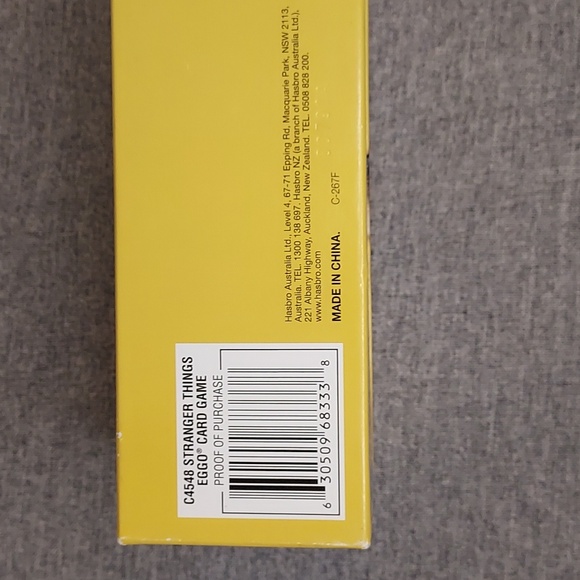 Hasbro Australia Ltd., Level 4, 67-71 Epping Rd, Macquarie Park, NSW 2113,
Australia. TEL. 1300 138 697. Hasbro NZ (a branch of Hasbro Australia Ltd.),
221 Albany Highway, Auckland, New Zealand. TEL. 0508 828 200.
www.hasbro.com
MADE IN CHINA. C-267F
C4548 STRANGER THINGS
EGGO® CARD GAME
PROOF OF PURCHASE
6 30509 68333 8